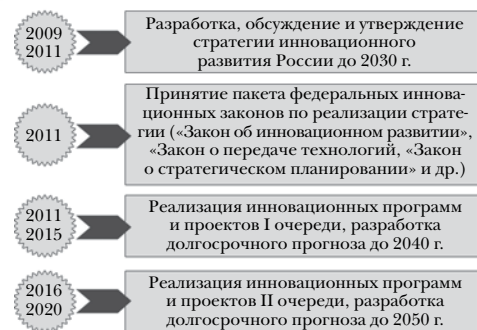 2009
2011
Разработка, обсуждение и утверждение
стратегии инновационного
развития России до 2030 г.
2011
Принятие пакета федеральных иннова-
ционных законов по реализации страте-
гии («Закон об инновационном развитии»,
«Закон о передаче технологий, «Закон
о стратегическом планировании» и др.)
2011
2015
Реализация инновационных программ
и проектов I очереди, разработка
долгосрочного прогноза до 2040 г.
2016
2020
Реализация инновационных программ
и проектов II очереди, разработка
долгосрочного прогноза до 2050 г.